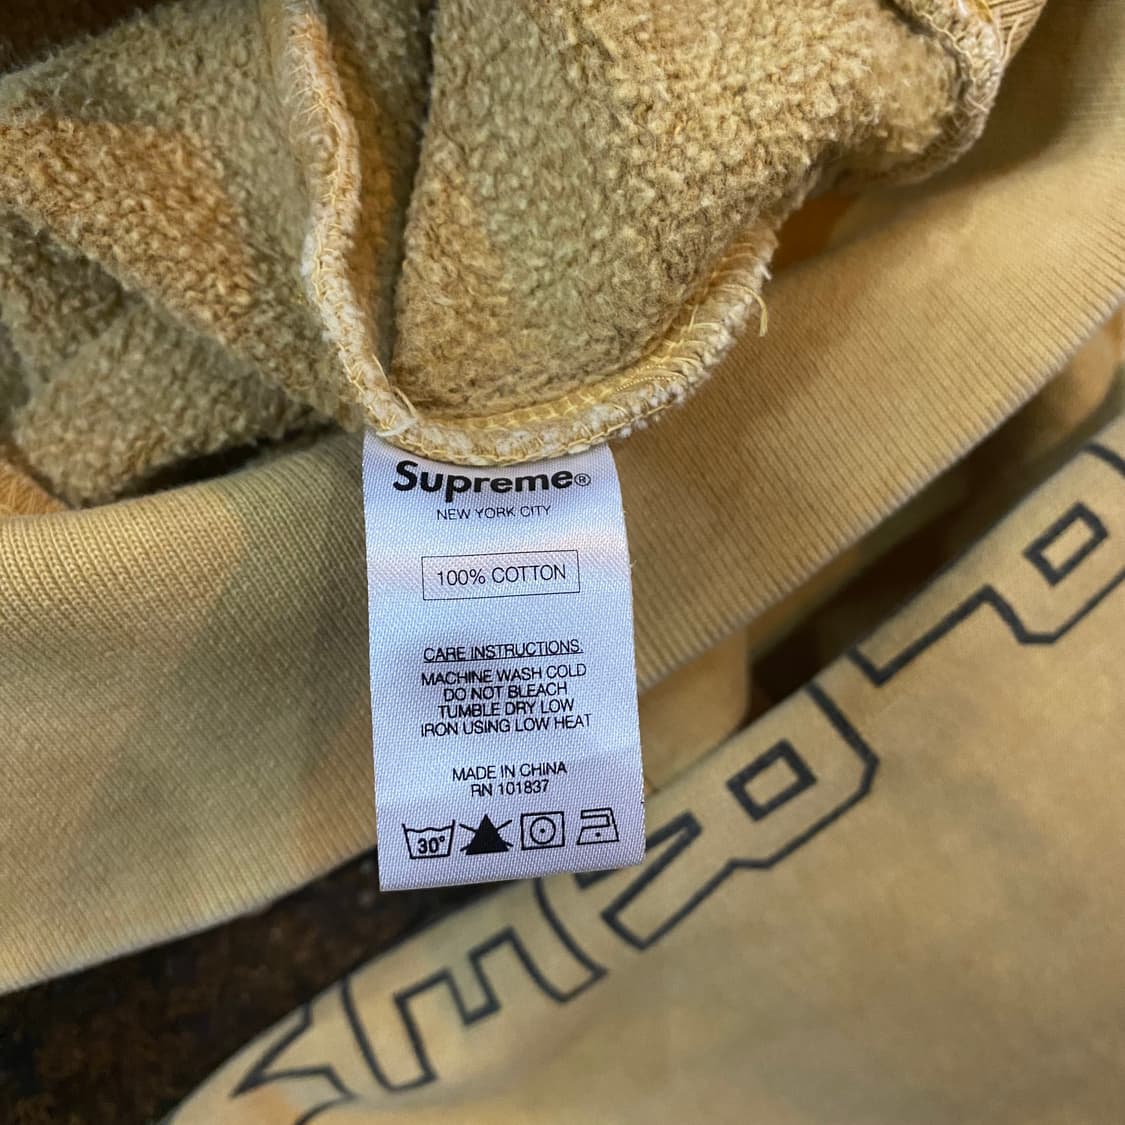 Supreme®
NEW YORK CITY
100% COTTON
CARE INSTRUCTIONS.
MACHINE WASH COLD
DO NOT BLEACH
TUMBLE DRY LOW
IRON USING LOW HEAT
MADE IN CHINA
RN 101837
30°